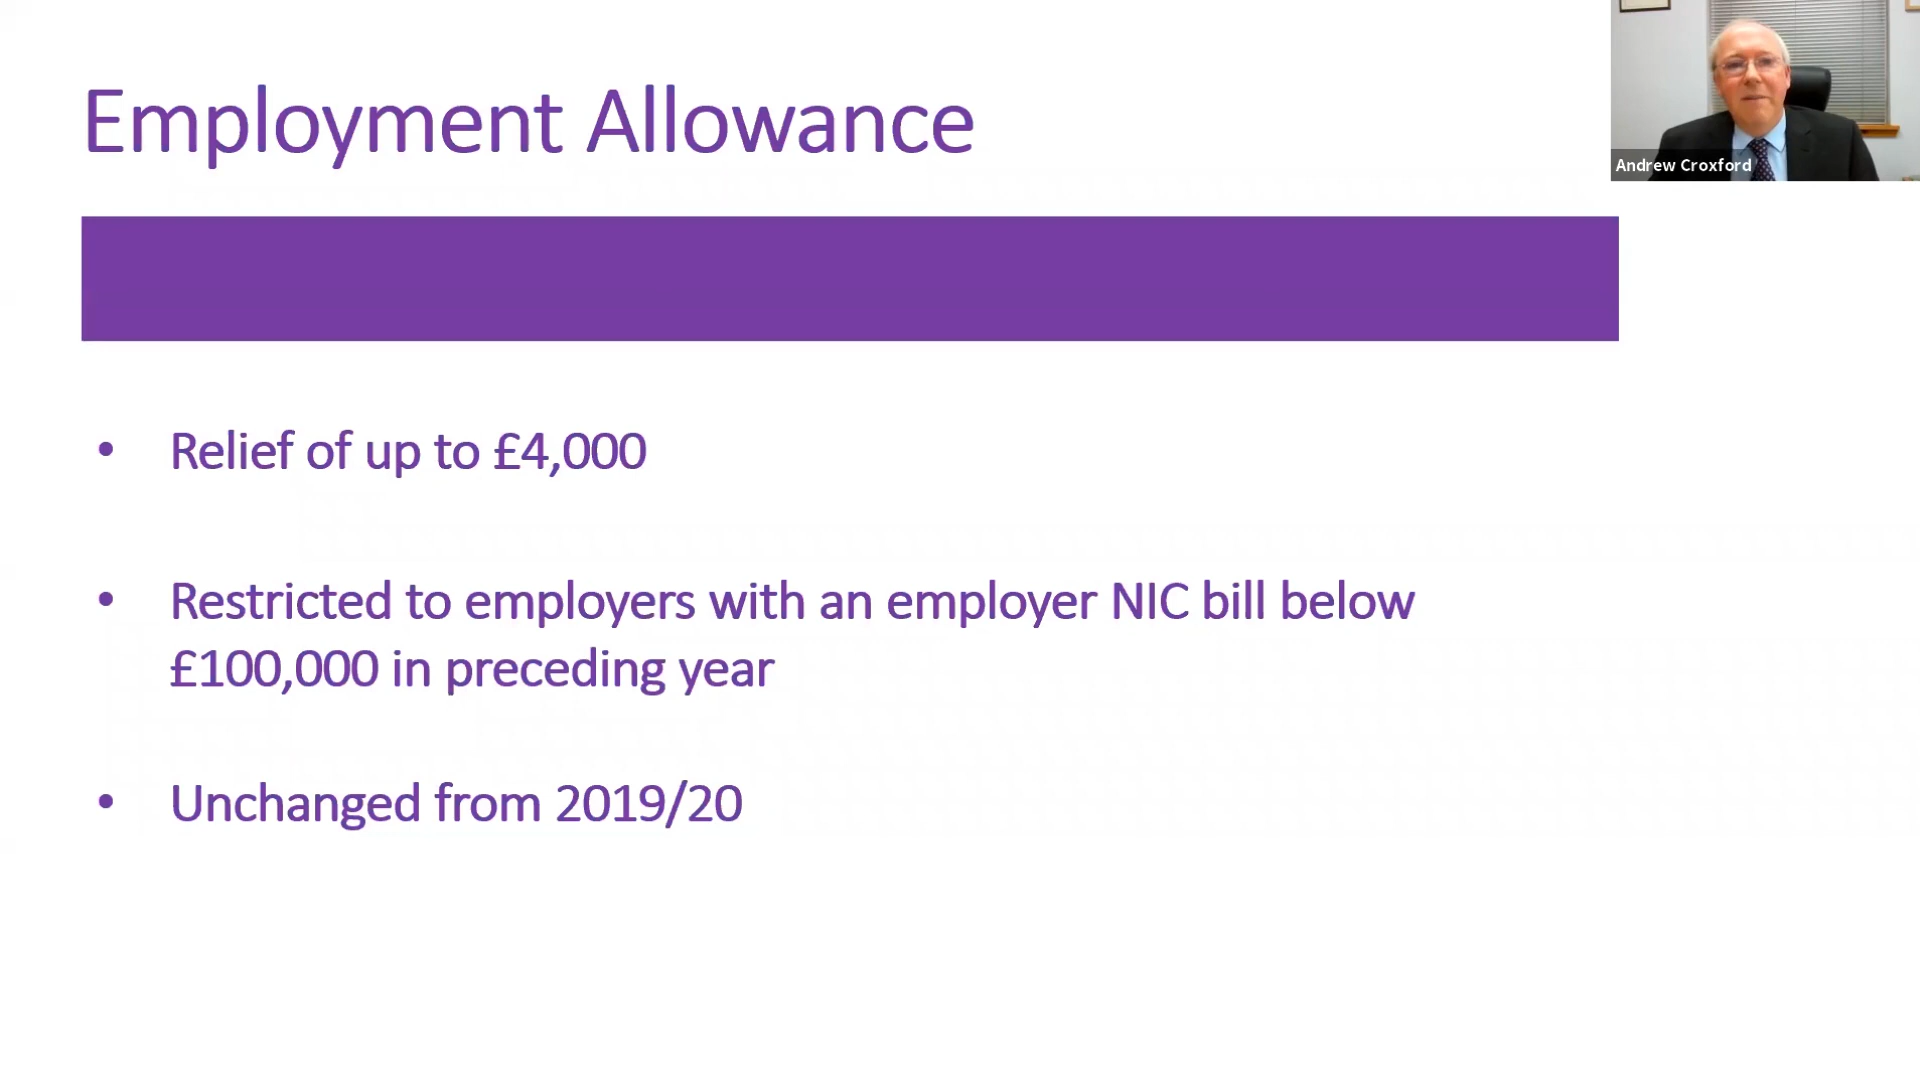 Employment Allowance
Andrew Croxford
• Relief of up to £4,000
• Restricted to employers with an employer NIC bill below
£100,000 in preceding year
• Unchanged from 2019/20